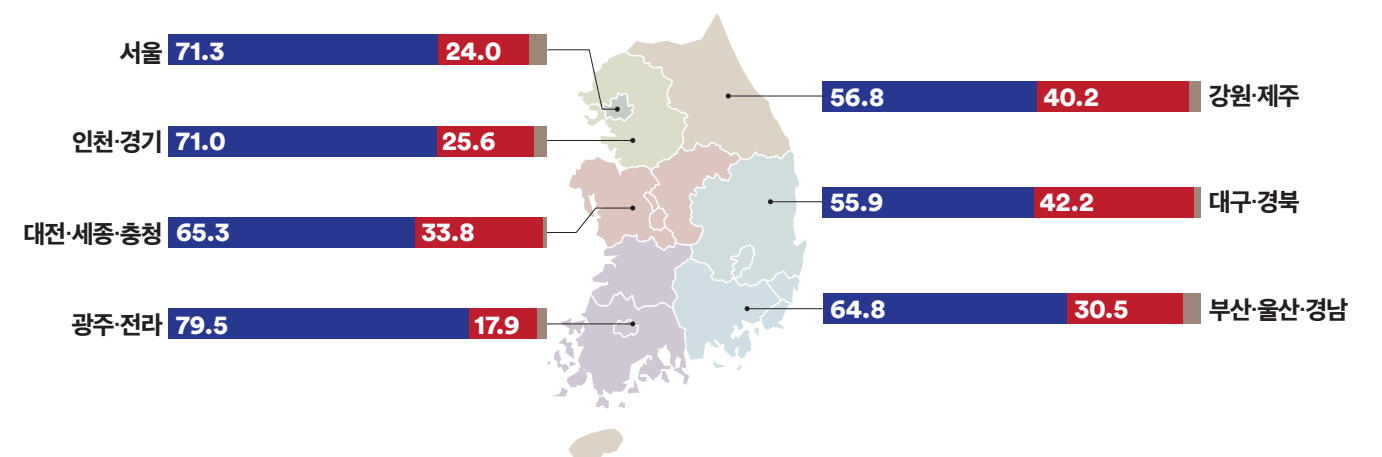 서울 71.3 24.0
인천·경기 71.0 25.6
대전·세종·충청 65.3 33.8
광주·전라 79.5 17.9
56.8 40.2 강원·제주
55.9 42.2 대구·경북
64.8 30.5 부산·울산·경남